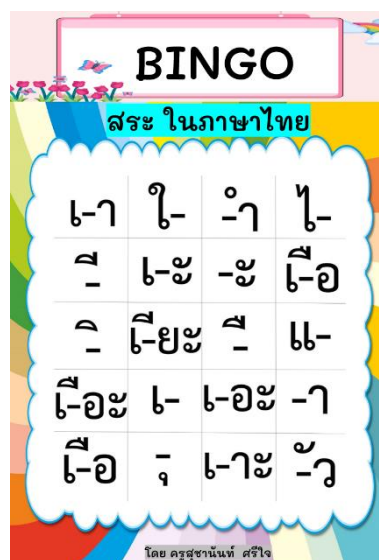 BINGO
สระ ในภาษาไทย
เ-า ใ- -ำ ไ-
-ี เ-ะ -ะ เ-ือ
-ิ เ-ียะ -ื แ-
เ-ือะ เ- เ-อะ -า
เ-ือ -ุ เ-าะ -ัว
โดย ครูสุชานันท์ ศรีใจ